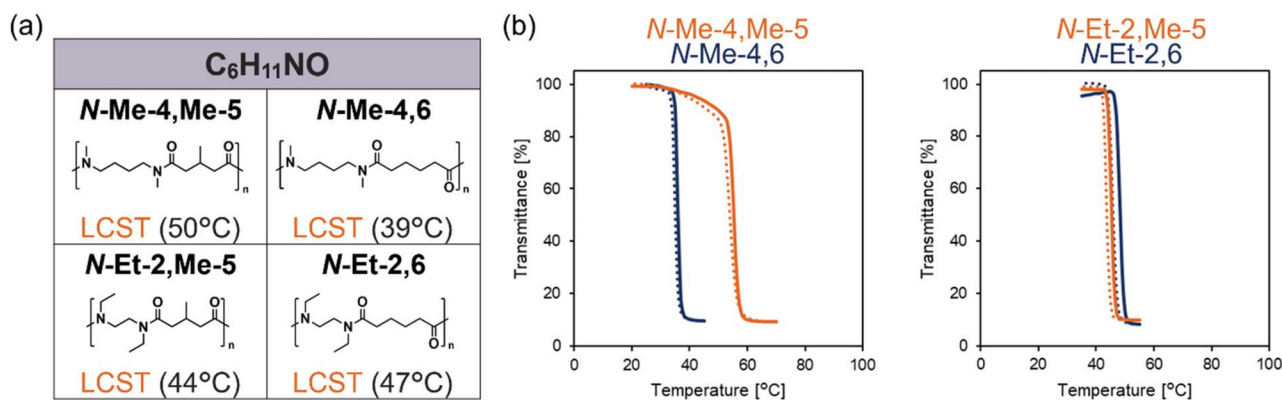 (a)
C₆H₁₁NO
N-Me-4,Me-5
N
O
N
O
n
LCST (50°C)
N-Me-4,6
N
O
N
O
n
LCST (39°C)
N-Et-2,Me-5
N
O
N
O
n
LCST (44°C)
N-Et-2,6
N
O
N
O
n
LCST (47°C)
(b)
N-Me-4,Me-5
N-Me-4,6
Transmittance [%]
100
80
60
40
20
0
0 20 40 60 80 100
Temperature [°C]
N-Et-2,Me-5
N-Et-2,6
Transmittance [%]
100
80
60
40
20
0
0 20 40 60 80 100
Temperature [°C]